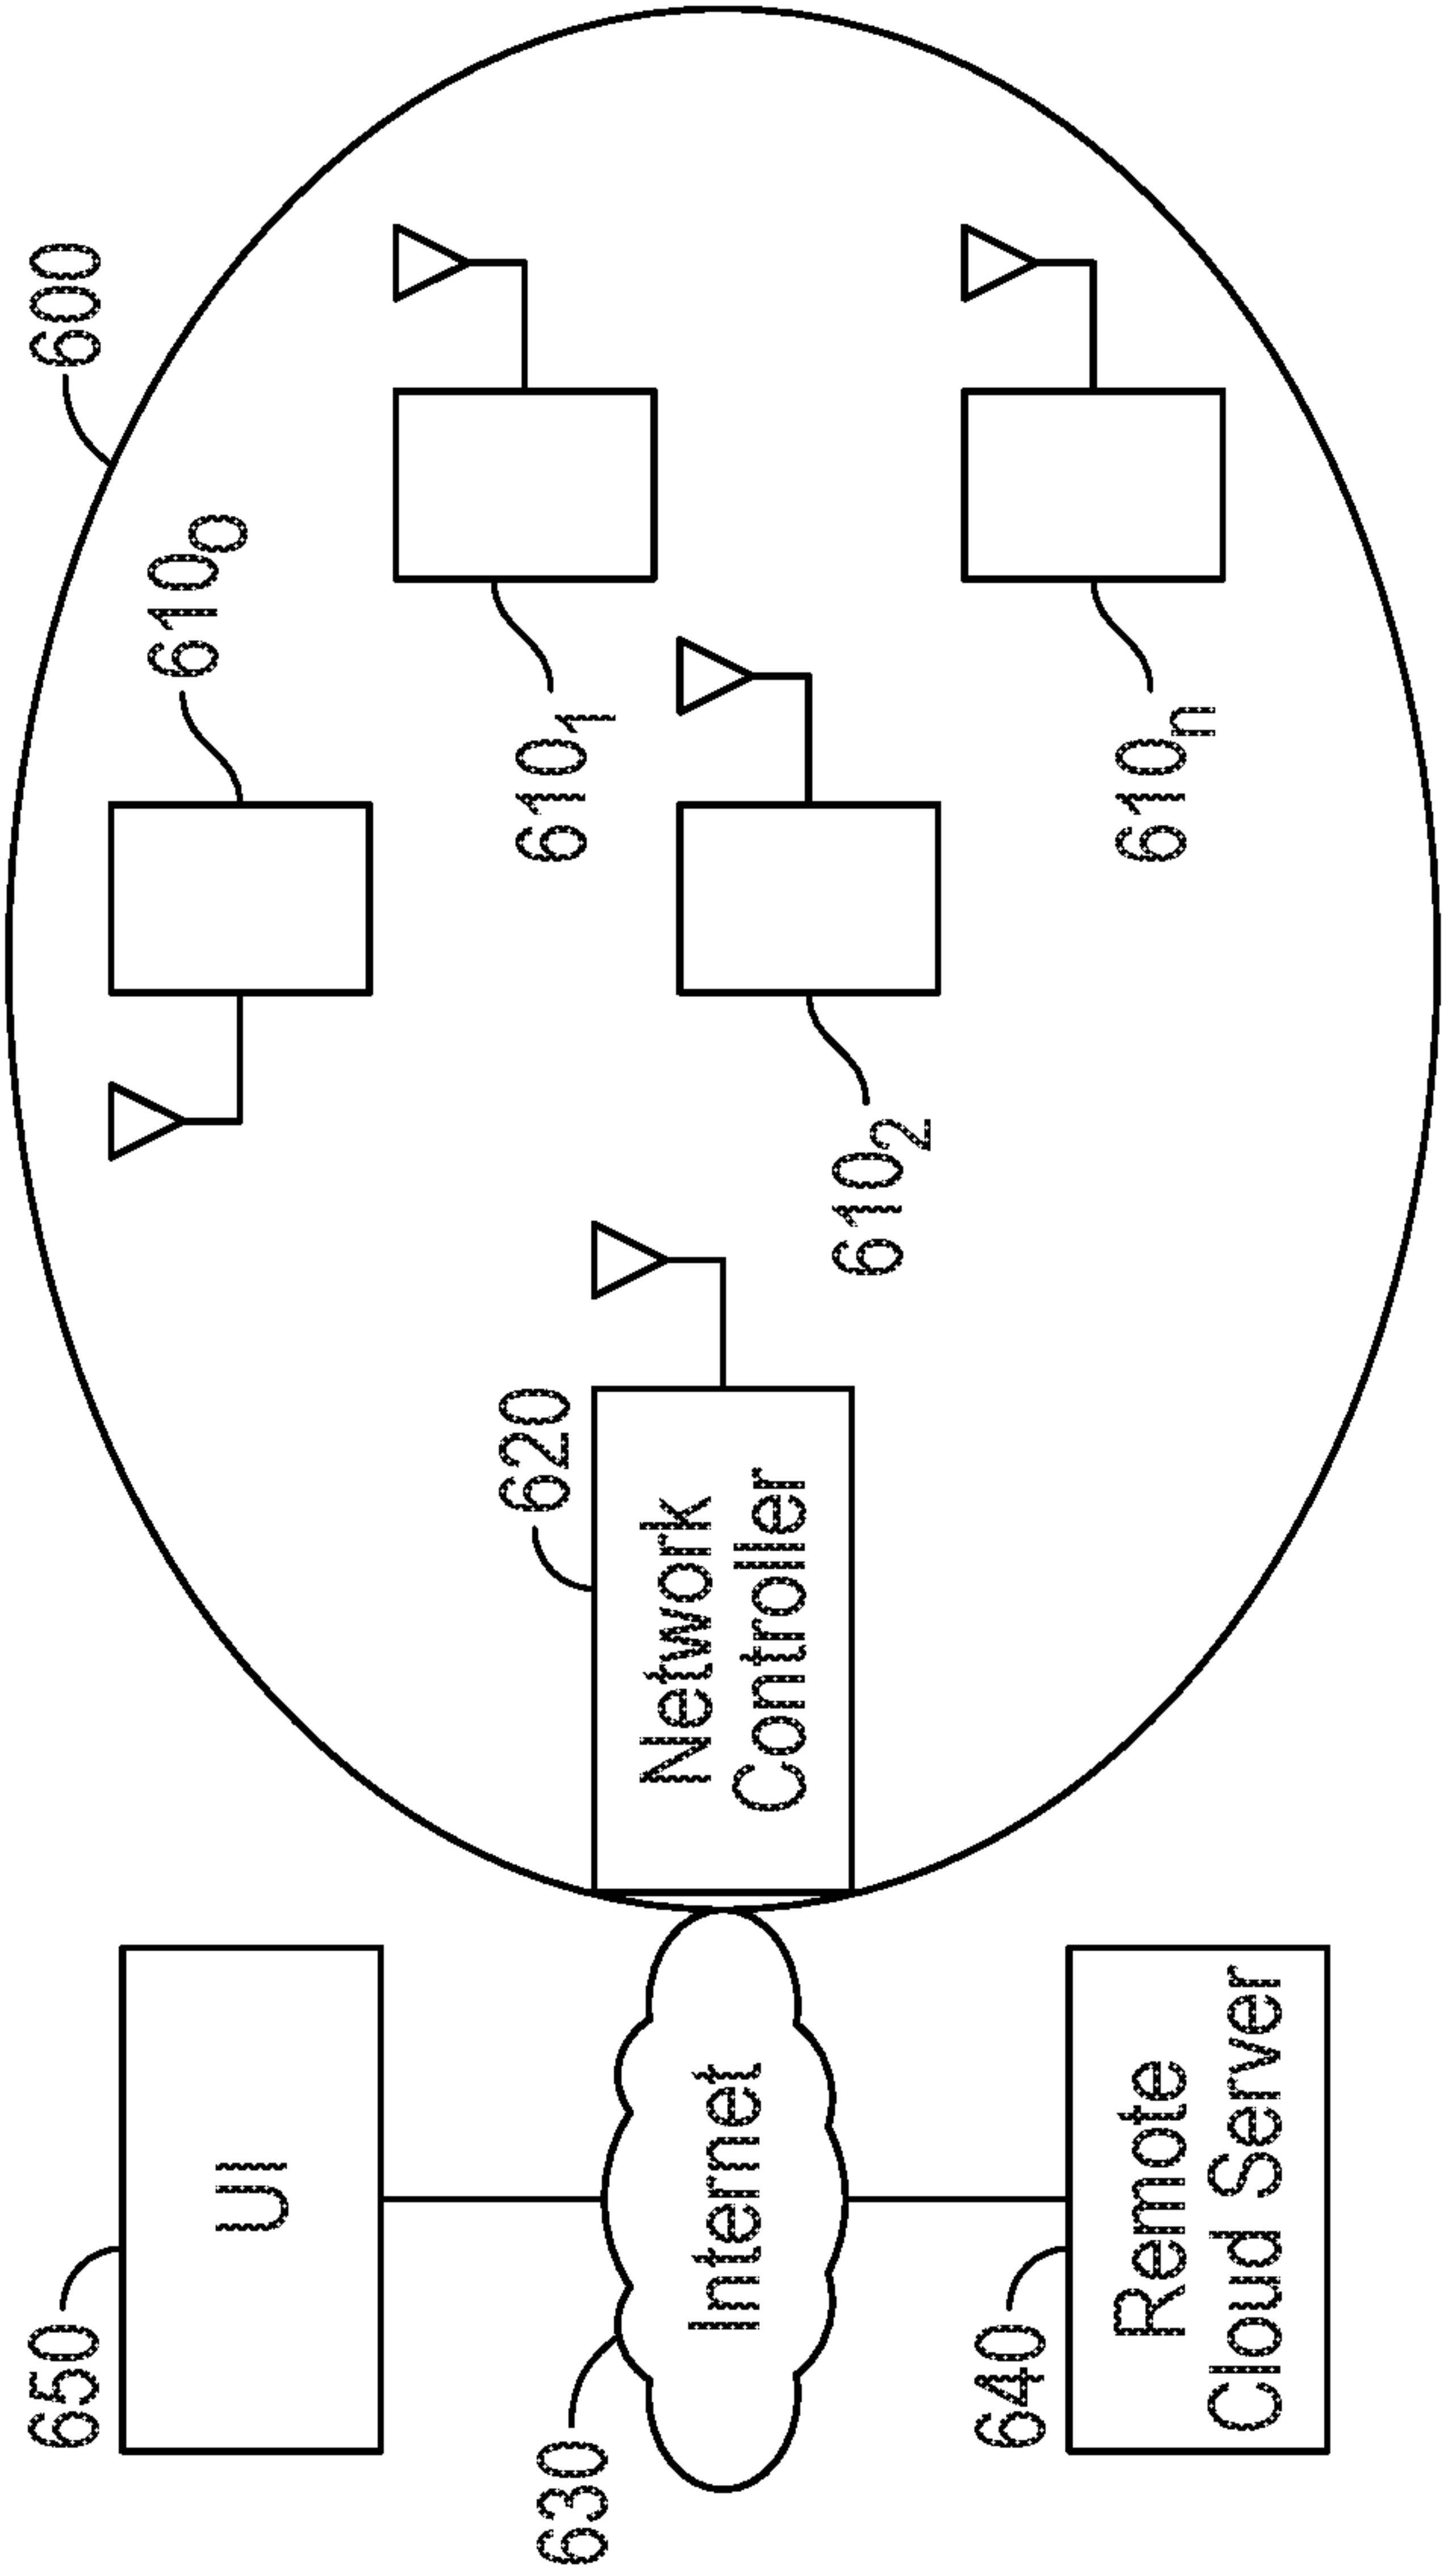 600
610₀
610₁
610₂
610ₙ
620
Network
Controller
650
UI
630
Internet
640
Remote
Cloud Server